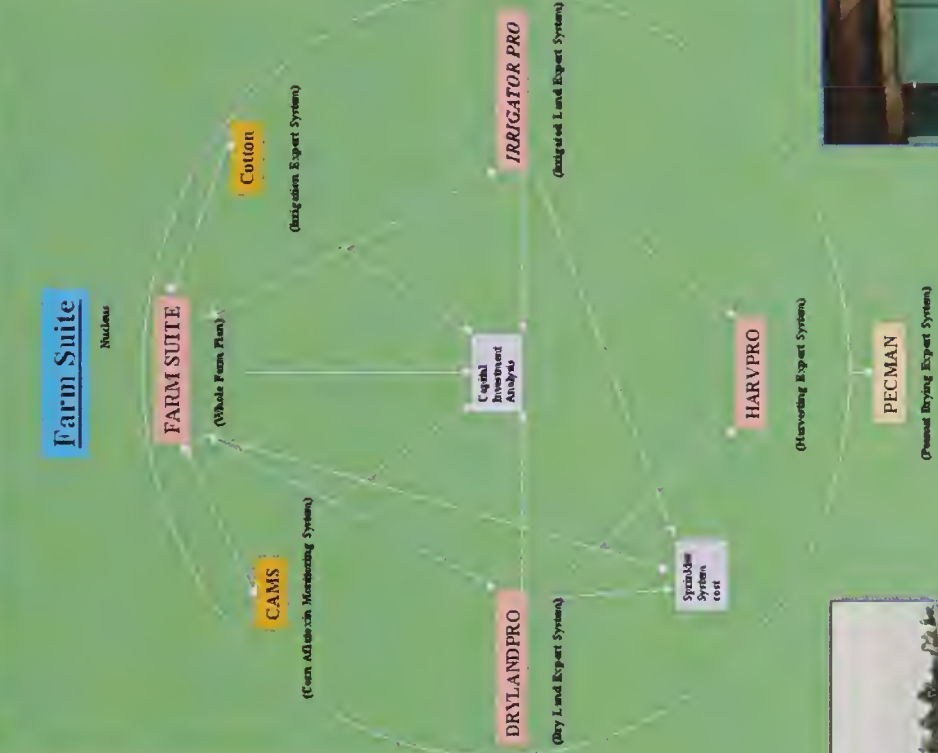 Farm Suite
Nucleus
FARM SUITE
(Whole Farm Plan)
CAMS
(Corn Aflatoxin Monitoring System)
Cotton
(Irrigation Expert System)
DRYLANDPRO
(Dry Land Expert System)
Capital
Investment
Analysis
IRRIGATOR PRO
(Irrigated Land Expert System)
Sprinkler
System
cost
HARVPRO
(Harvesting Expert System)
PECMAN
(Peanut Drying Expert System)